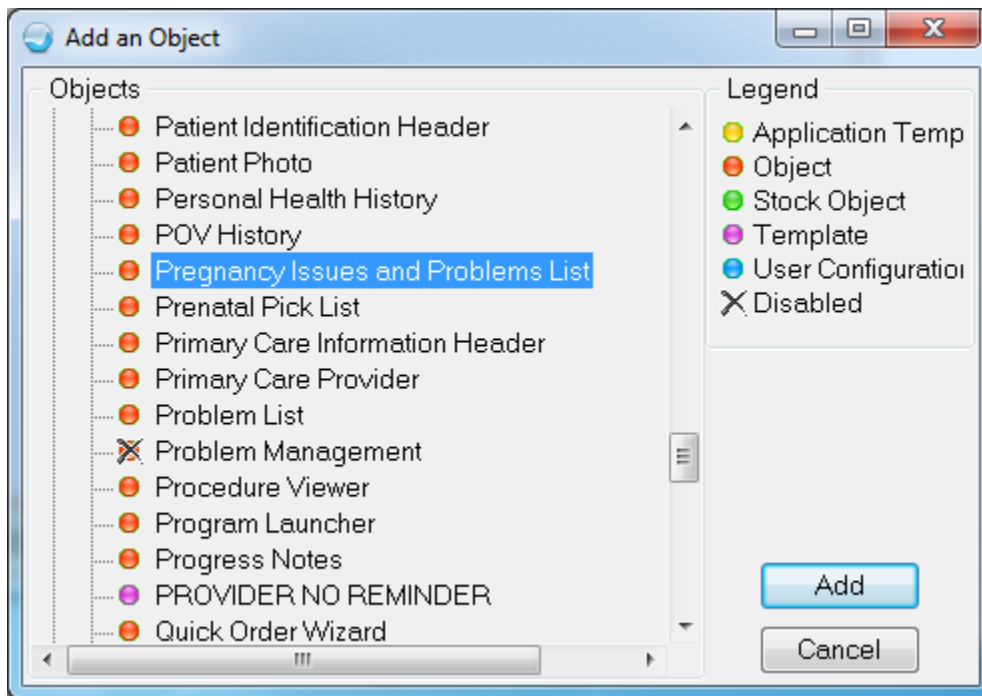 Add an Object
Objects
Patient Identification Header
Patient Photo
Personal Health History
POV History
Pregnancy Issues and Problems List
Prenatal Pick List
Primary Care Information Header
Primary Care Provider
Problem List
Problem Management
Procedure Viewer
Program Launcher
Progress Notes
PROVIDER NO REMINDER
Quick Order Wizard
Legend
Application Temp
Object
Stock Object
Template
User Configuration
Disabled
Add
Cancel